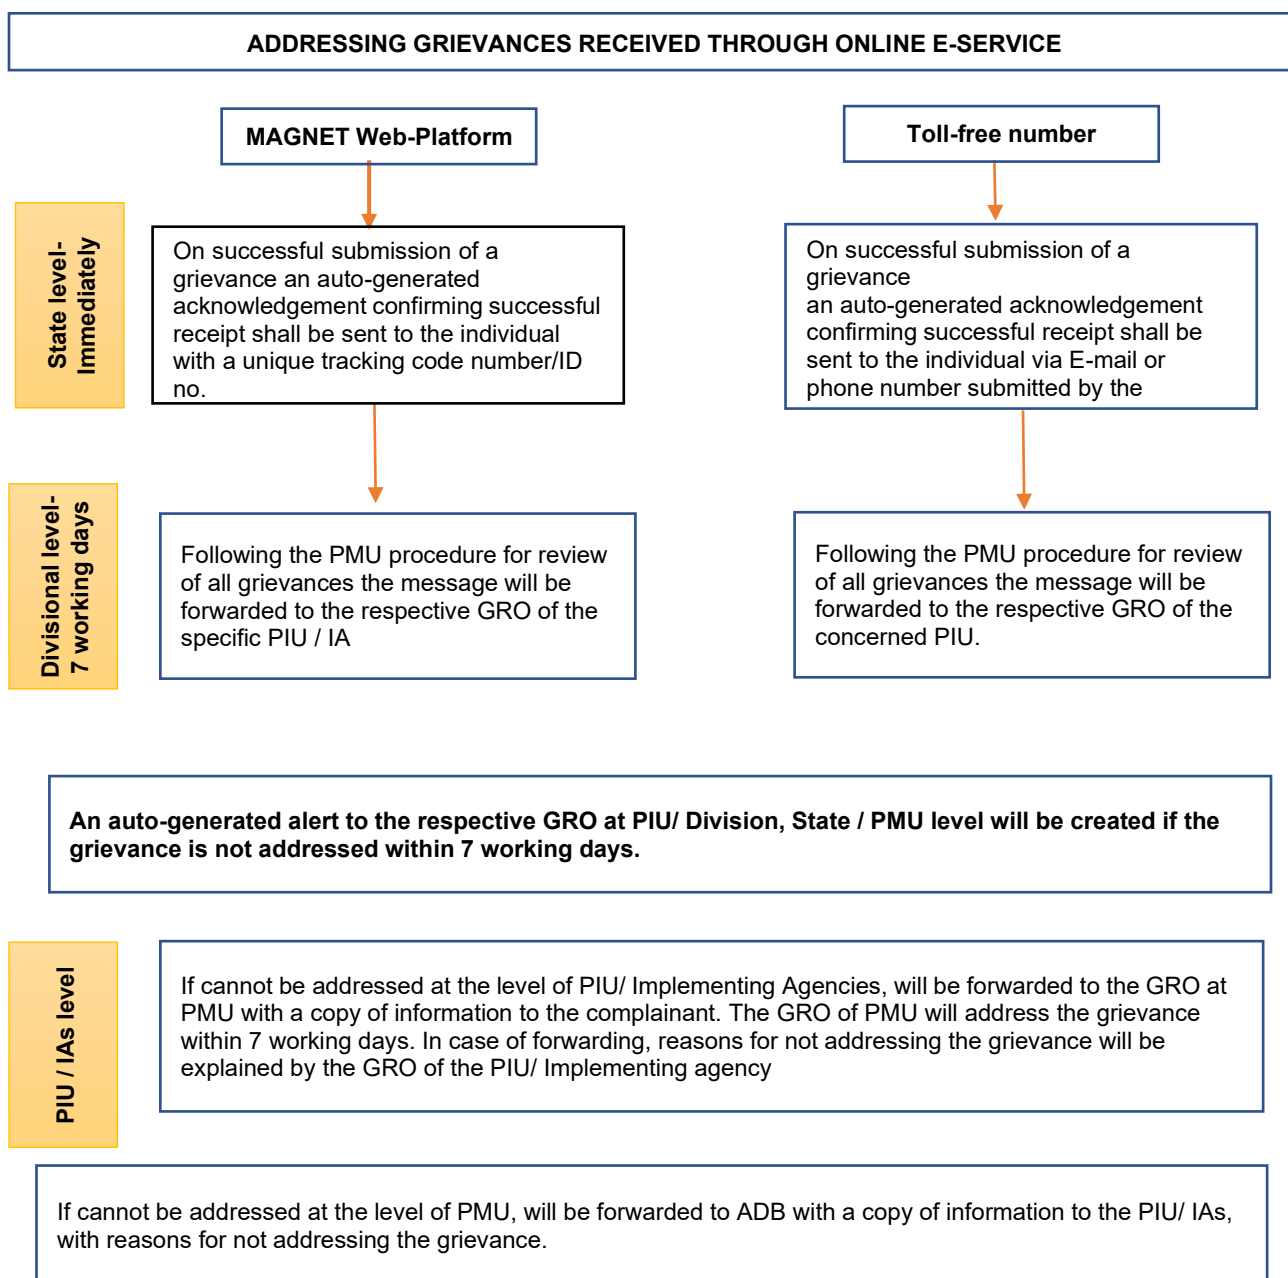 ADDRESSING GRIEVANCES RECEIVED THROUGH ONLINE E-SERVICE
MAGNET Web-Platform
Toll-free number
State level-
Immediately
On successful submission of a
grievance an auto-generated
acknowledgement confirming successful
receipt shall be sent to the individual
with a unique tracking code number/ID
no.
On successful submission of a
grievance
an auto-generated acknowledgement
confirming successful receipt shall be
sent to the individual via E-mail or
phone number submitted by the
Divisional level-
7 working days
Following the PMU procedure for review
of all grievances the message will be
forwarded to the respective GRO of the
specific PIU / IA
Following the PMU procedure for review
of all grievances the message will be
forwarded to the respective GRO of the
concerned PIU.
An auto-generated alert to the respective GRO at PIU/ Division, State / PMU level will be created if the
grievance is not addressed within 7 working days.
PIU / IAs level
If cannot be addressed at the level of PIU/ Implementing Agencies, will be forwarded to the GRO at
PMU with a copy of information to the complainant. The GRO of PMU will address the grievance
within 7 working days. In case of forwarding, reasons for not addressing the grievance will be
explained by the GRO of the PIU/ Implementing agency
If cannot be addressed at the level of PMU, will be forwarded to ADB with a copy of information to the PIU/ IAs,
with reasons for not addressing the grievance.